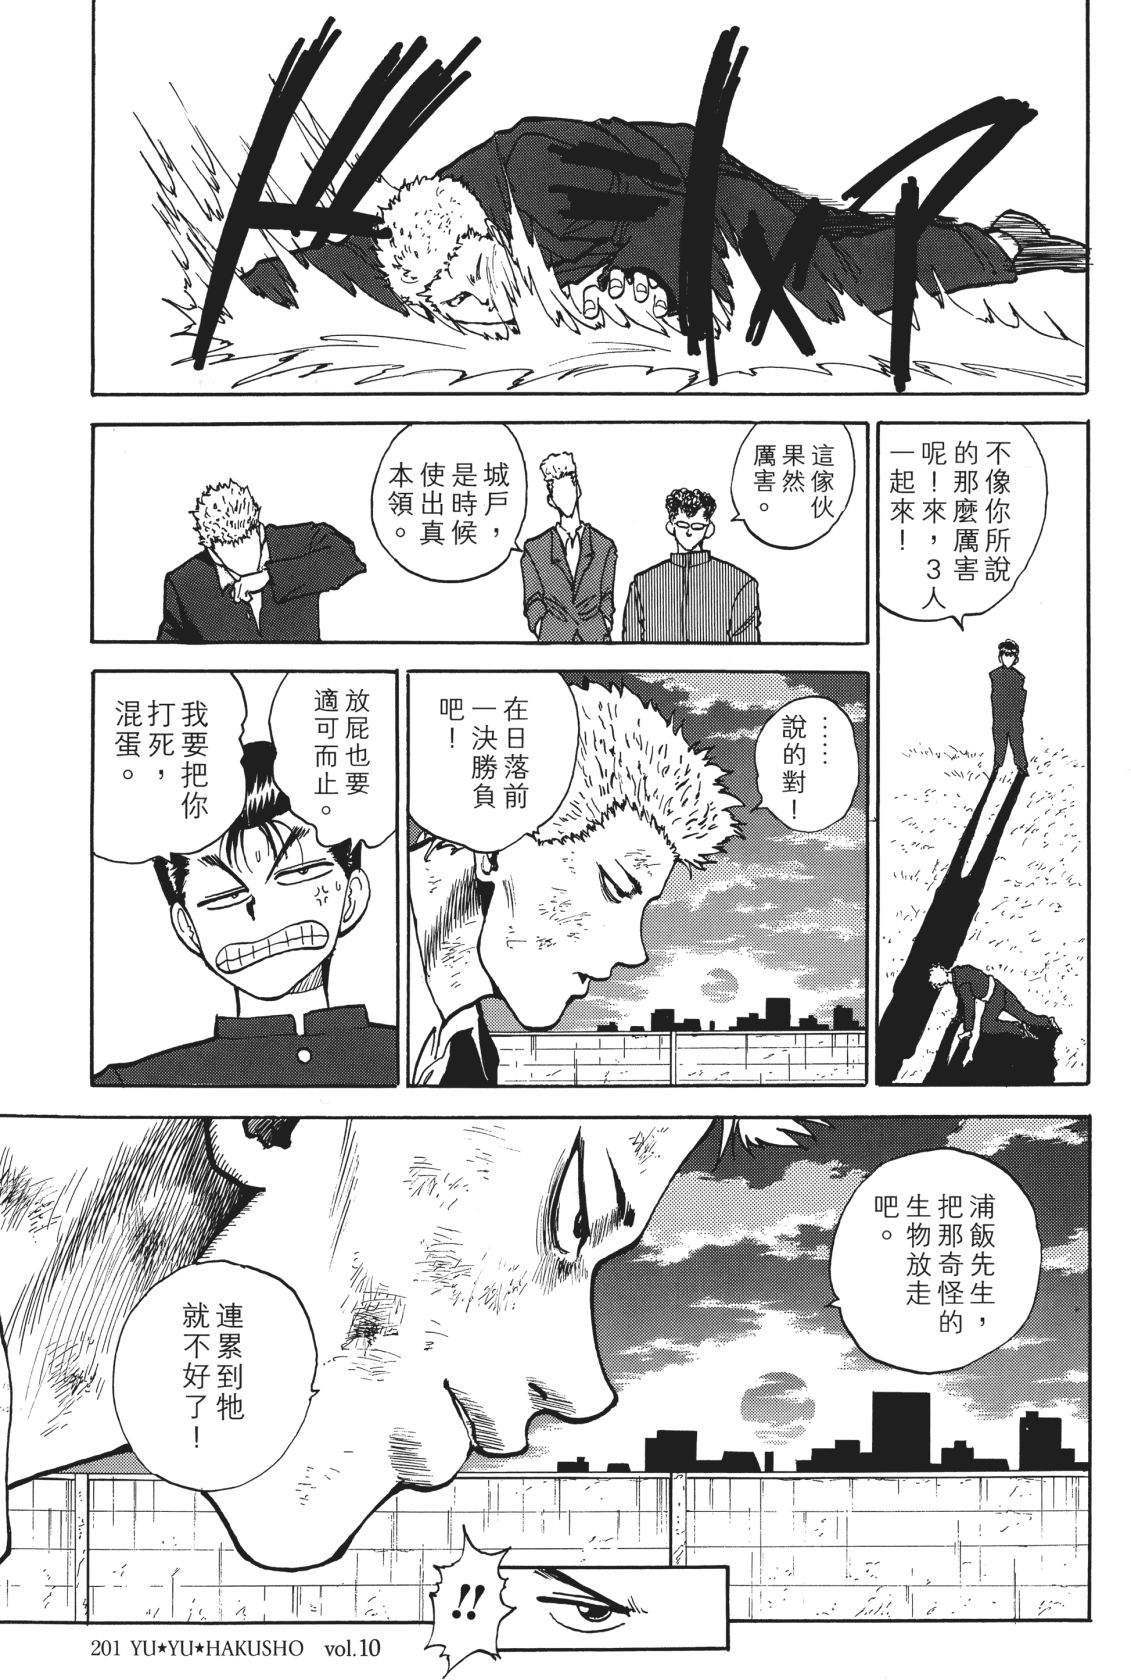 ドシャア
不像你所說
的那麼厲害
呢！來，3人
一起來！
這傢伙
果然
厲害。
城戶，
是時候
使出真
本領。
……
說的對！
在日落前
一決勝負
吧！
放屁也要
適可而止。
我要把你
打死，
混蛋。
浦飯先生，
把那奇怪的
生物放走
吧。
連累到牠
就不好了！
!!
201 YU★YU★HAKUSHO vol.10